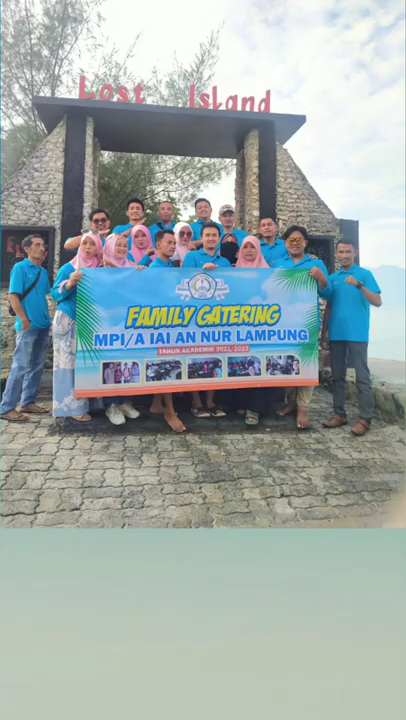 Lost Island
FAMILY GATERING
MPI/A IAI AN NUR LAMPUNG
TAHUN AKADEMIK 2021/2022